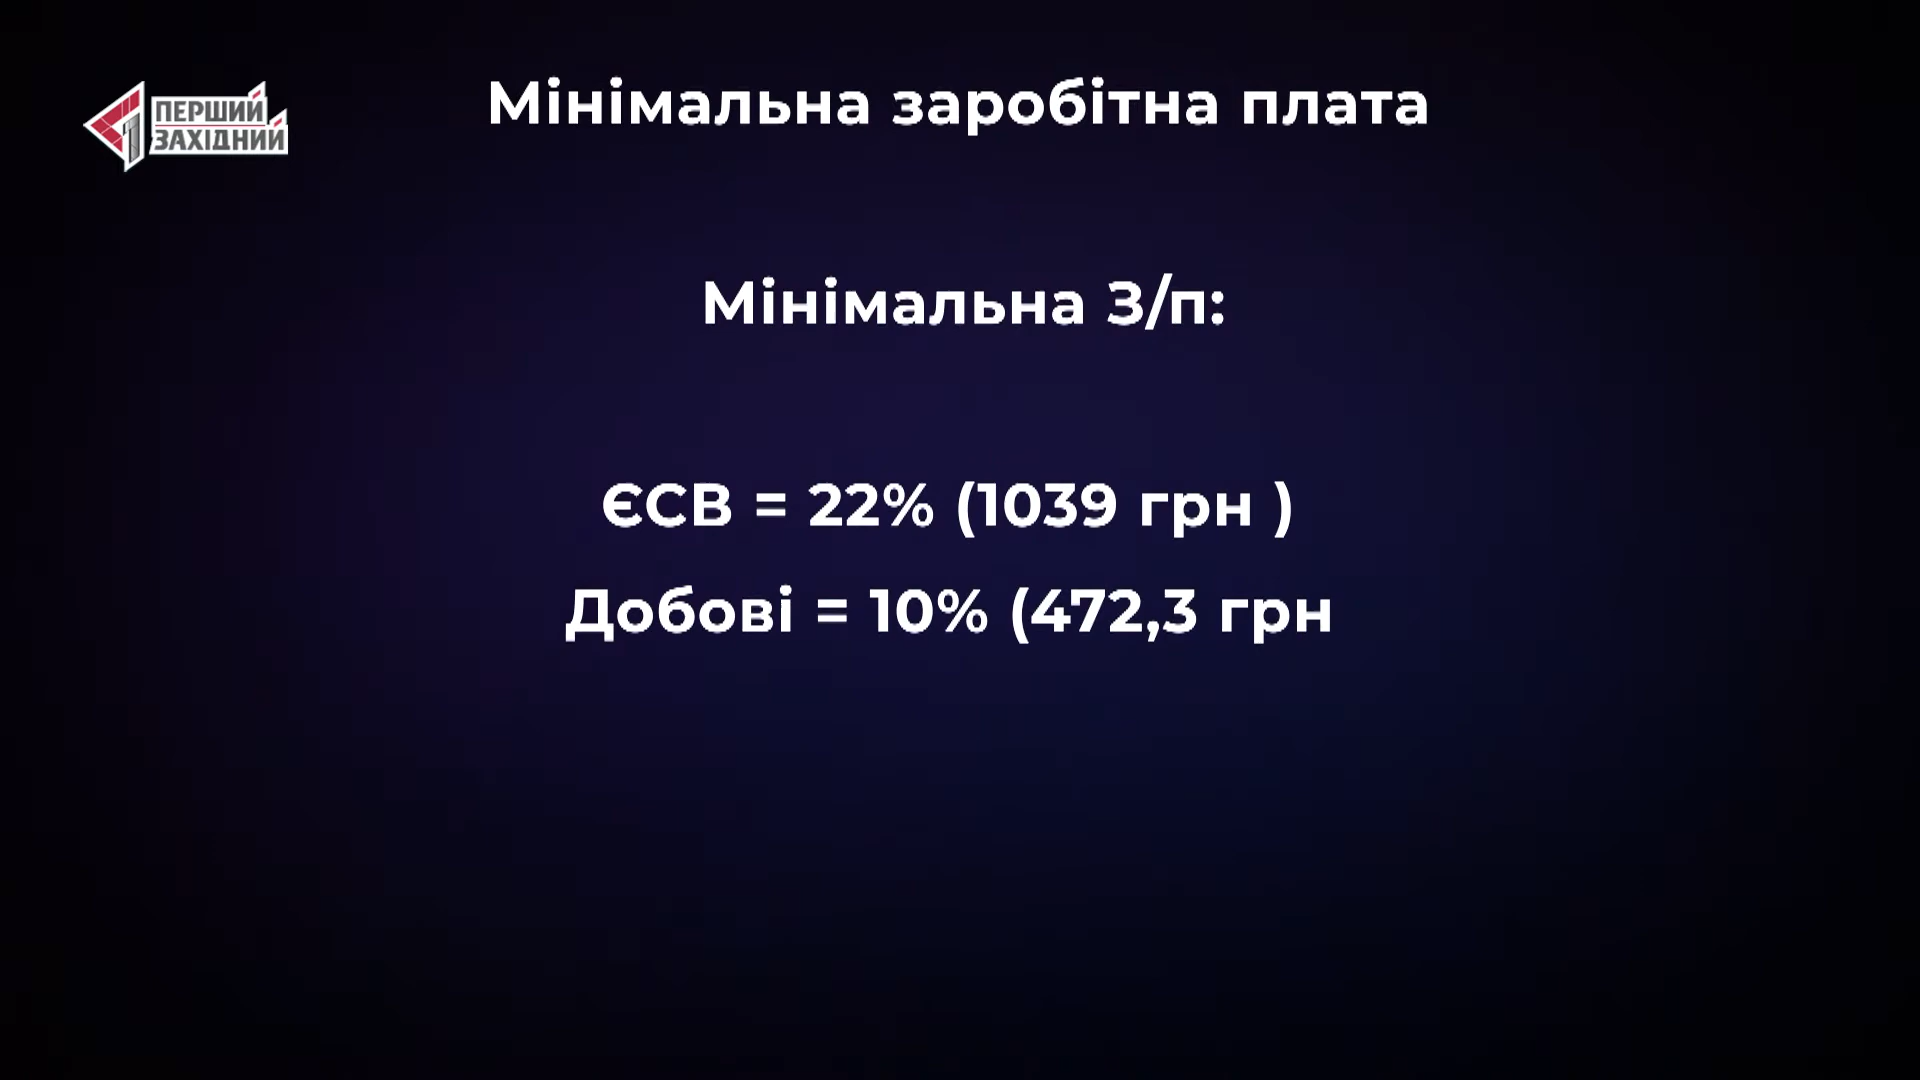 ПЕРШИЙ
ЗАХІДНИЙ
Мінімальна заробітна плата
Мінімальна З/п:
ЄСВ = 22% (1039 грн )
Добові = 10% (472,3 грн